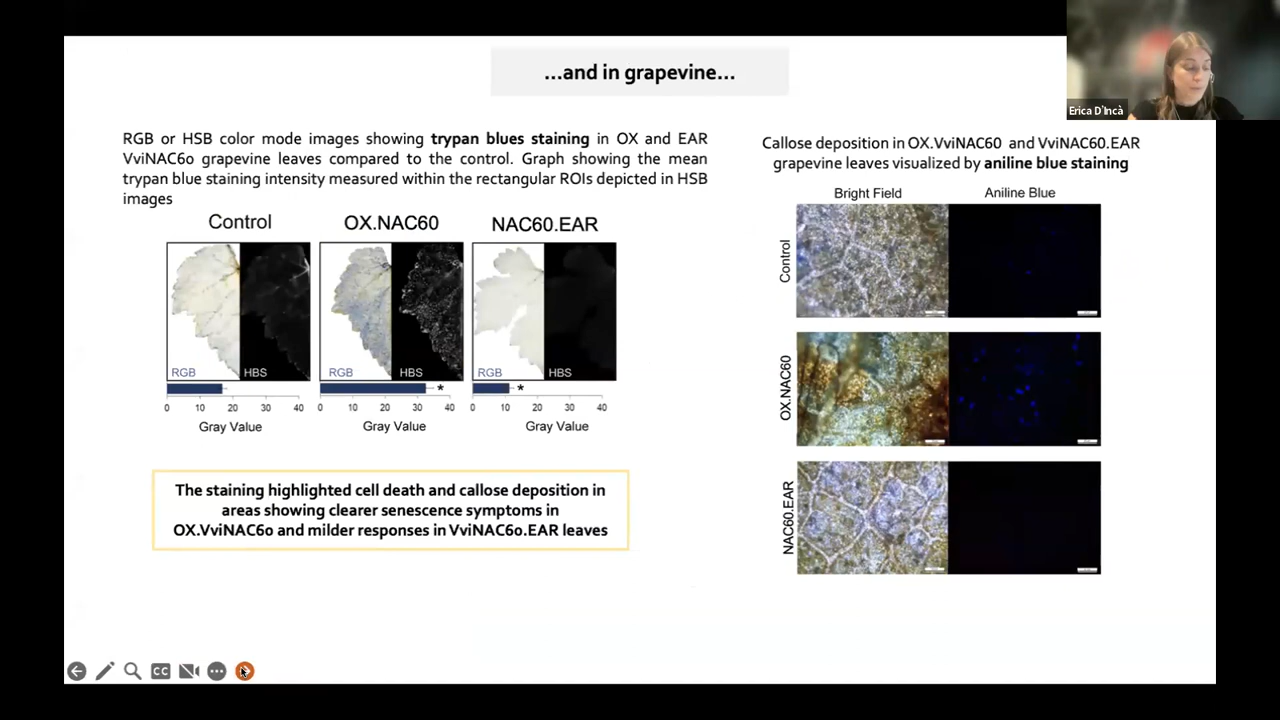 ...and in grapevine...
Erica D'Incà
RGB or HSB color mode images showing trypan blues staining in OX and EAR
VviNAC6o grapevine leaves compared to the control. Graph showing the mean
trypan blue staining intensity measured within the rectangular ROIs depicted in HSB
images
Control
OX.NAC60
NAC60.EAR
RGB
HBS
RGB
HBS
RGB
HBS
*
*
0 10 20 30 40
0 10 20 30 40
0 10 20 30 40
Gray Value
Gray Value
Gray Value
The staining highlighted cell death and callose deposition in
areas showing clearer senescence symptoms in
OX.VviNAC6o and milder responses in VviNAC6o.EAR leaves
Callose deposition in OX.VviNAC60 and VviNAC60.EAR
grapevine leaves visualized by aniline blue staining
Bright Field
Aniline Blue
Control
OX.NAC60
NAC60.EAR
CC